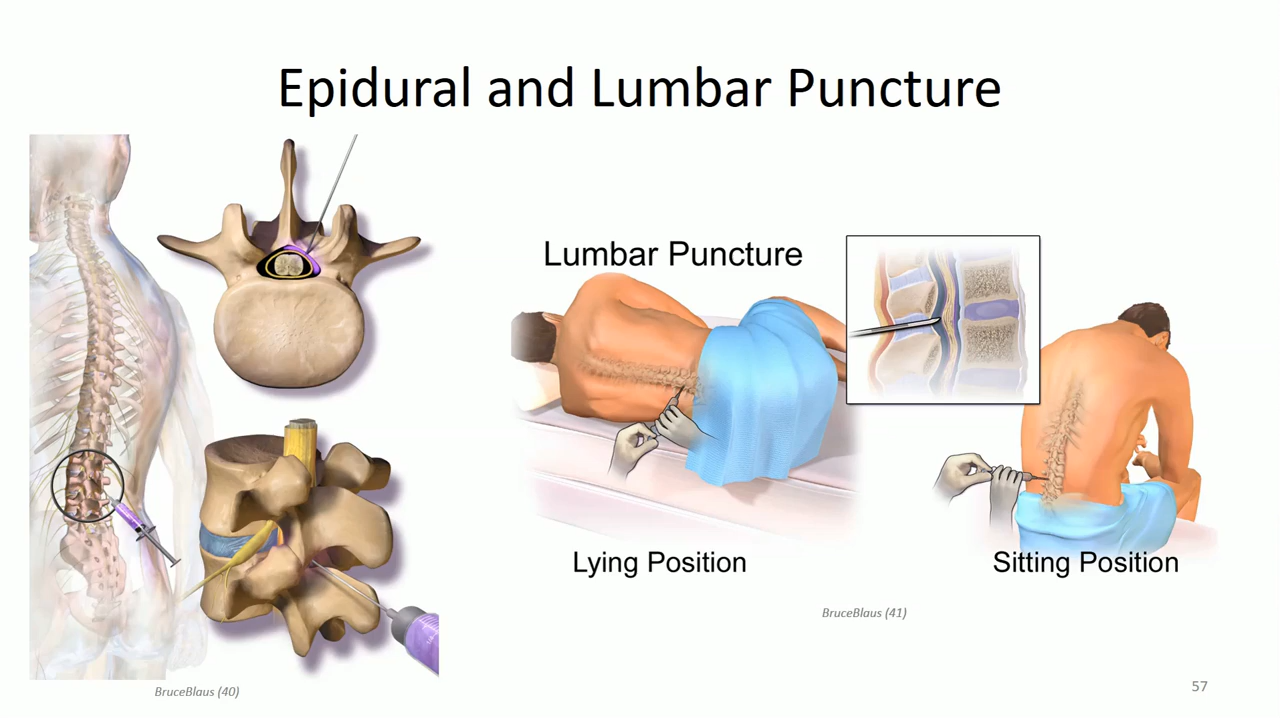 Epidural and Lumbar Puncture
Lumbar Puncture
Lying Position
Sitting Position
BruceBlaus (41)
BruceBlaus (40)
57